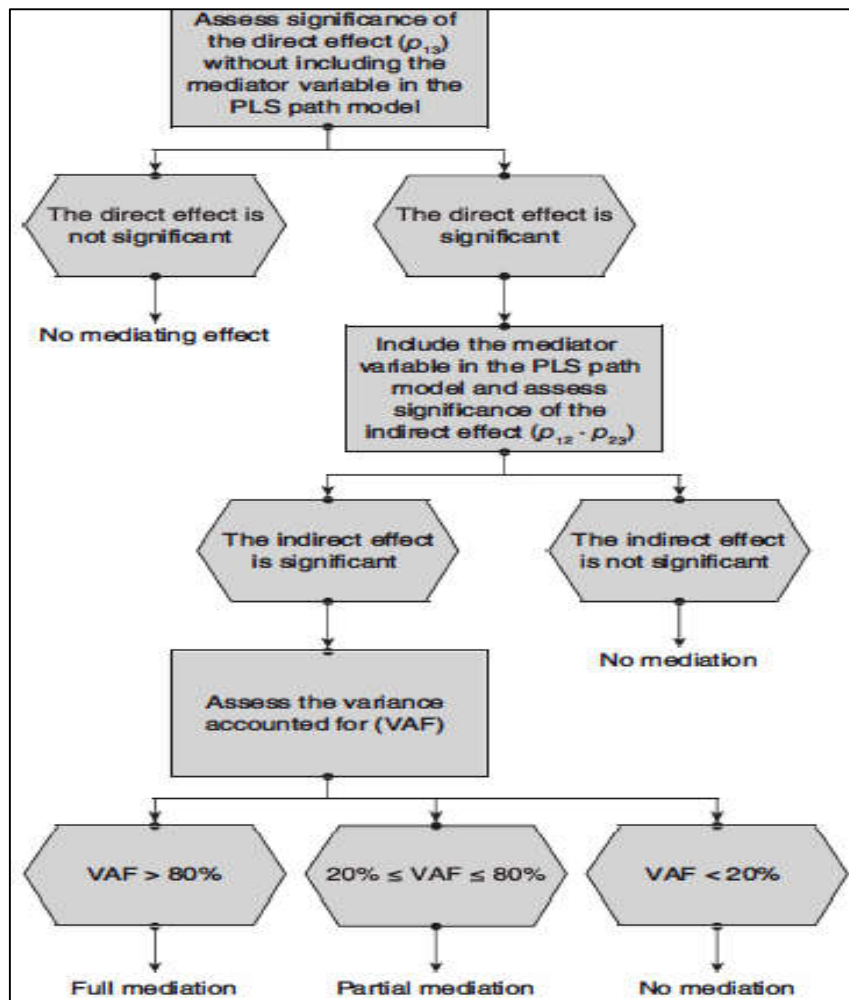 Assess significance of
the direct effect (p13)
without including the
mediator variable in the
PLS path model
The direct effect is
not significant
The direct effect is
significant
No mediating effect
Include the mediator
variable in the PLS path
model and assess
significance of the
indirect effect (p12 · p23)
The indirect effect
is significant
The indirect effect
is not significant
No mediation
Assess the variance
accounted for (VAF)
VAF > 80%
20% ≤ VAF ≤ 80%
VAF < 20%
Full mediation
Partial mediation
No mediation